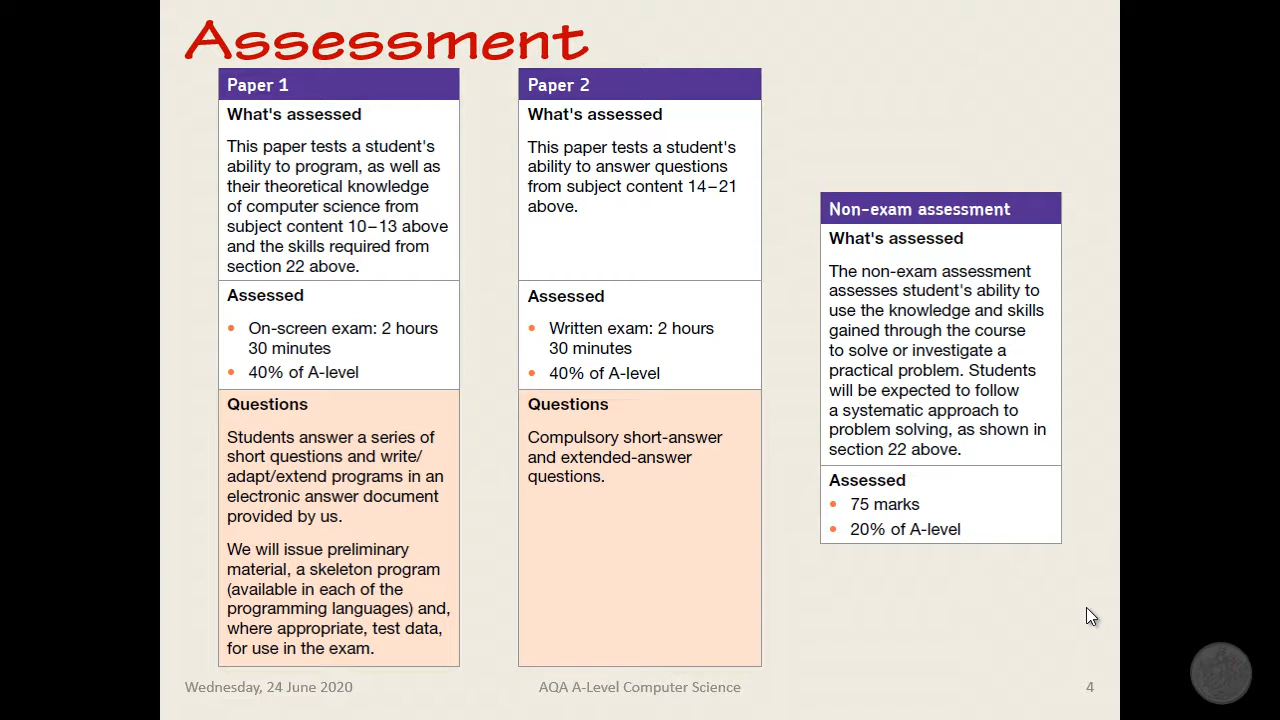 Assessment
Paper 1
What's assessed
This paper tests a student's
ability to program, as well as
their theoretical knowledge
of computer science from
subject content 10–13 above
and the skills required from
section 22 above.
Assessed
• On-screen exam: 2 hours
30 minutes
• 40% of A-level
Questions
Students answer a series of
short questions and write/
adapt/extend programs in an
electronic answer document
provided by us.
We will issue preliminary
material, a skeleton program
(available in each of the
programming languages) and,
where appropriate, test data,
for use in the exam.
Paper 2
What's assessed
This paper tests a student's
ability to answer questions
from subject content 14–21
above.
Assessed
• Written exam: 2 hours
30 minutes
• 40% of A-level
Questions
Compulsory short-answer
and extended-answer
questions.
Non-exam assessment
What's assessed
The non-exam assessment
assesses student's ability to
use the knowledge and skills
gained through the course
to solve or investigate a
practical problem. Students
will be expected to follow
a systematic approach to
problem solving, as shown in
section 22 above.
Assessed
• 75 marks
• 20% of A-level
Wednesday, 24 June 2020
AQA A-Level Computer Science
4